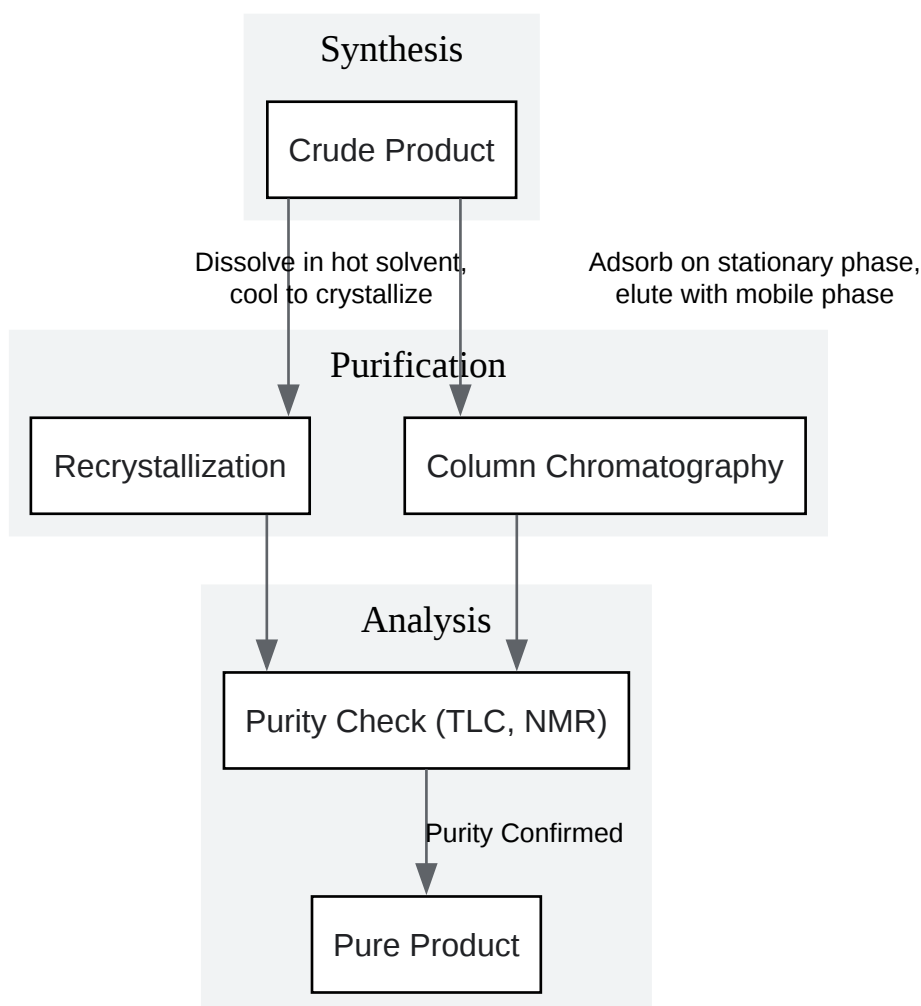 Synthesis
Crude Product
Dissolve in hot solvent,
cool to crystallize
Adsorb on stationary phase,
elute with mobile phase
Purification
Recrystallization
Column Chromatography
Analysis
Purity Check (TLC, NMR)
Purity Confirmed
Pure Product